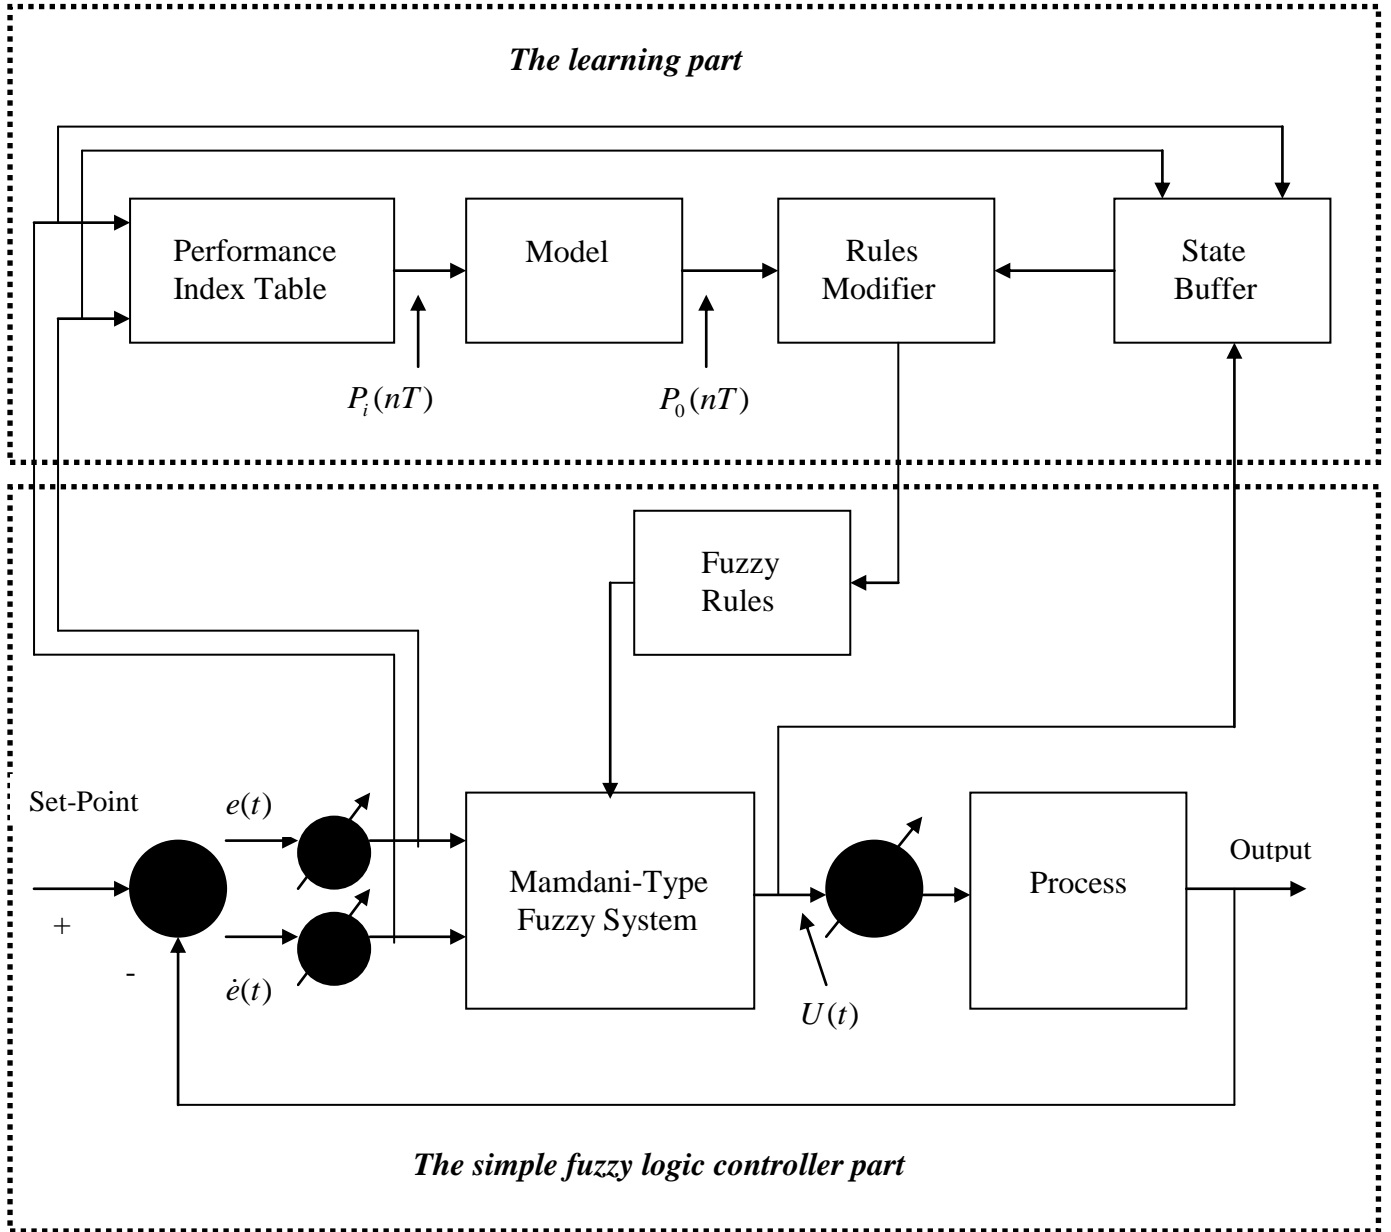 The learning part
Performance
Index Table
Model
Rules
Modifier
State
Buffer
P_i(nT)
P_0(nT)
Fuzzy
Rules
Set-Point
e(t)
Mamdani-Type
Fuzzy System
Process
Output
+
-
ė(t)
U(t)
The simple fuzzy logic controller part